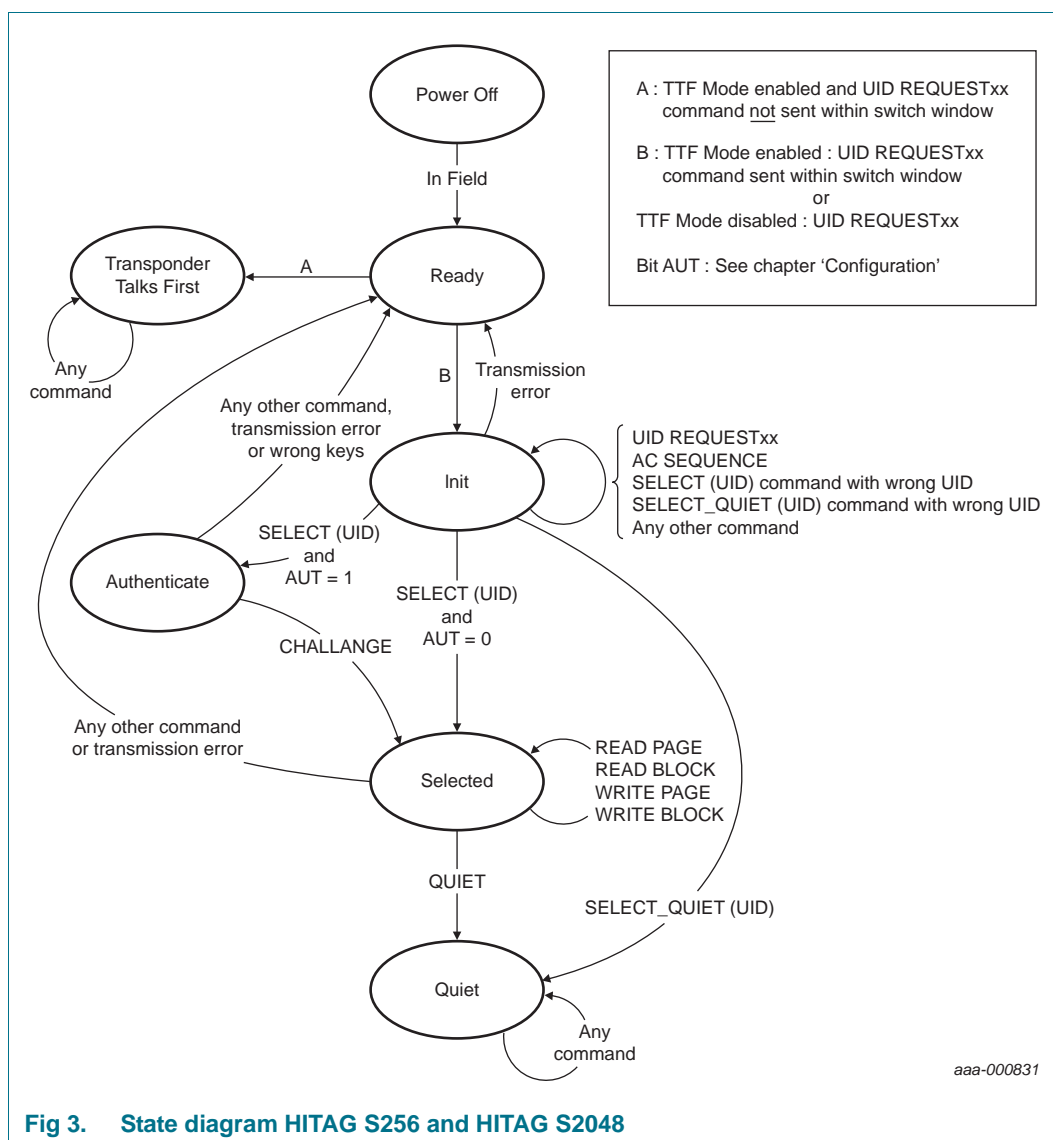 Power Off
A : TTF Mode enabled and UID REQUESTxx
command not sent within switch window
B : TTF Mode enabled : UID REQUESTxx
command sent within switch window
or
TTF Mode disabled : UID REQUESTxx
Bit AUT : See chapter 'Configuration'
In Field
Transponder
Talks First
A
Ready
Any
command
B
Transmission
error
Any other command,
transmission error
or wrong keys
Init
UID REQUESTxx
AC SEQUENCE
SELECT (UID) command with wrong UID
SELECT_QUIET (UID) command with wrong UID
Any other command
SELECT (UID)
and
AUT = 1
Authenticate
SELECT (UID)
and
AUT = 0
CHALLANGE
Any other command
or transmission error
Selected
READ PAGE
READ BLOCK
WRITE PAGE
WRITE BLOCK
QUIET
SELECT_QUIET (UID)
Quiet
Any
command
aaa-000831
Fig 3. State diagram HITAG S256 and HITAG S2048